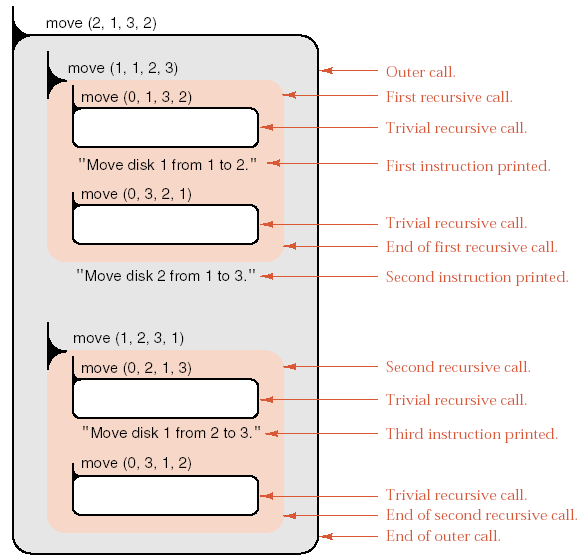 move (2, 1, 3, 2)
move (1, 1, 2, 3)
Outer call.
move (0, 1, 3, 2)
First recursive call.
Trivial recursive call.
"Move disk 1 from 1 to 2."
First instruction printed.
move (0, 3, 2, 1)
Trivial recursive call.
End of first recursive call.
"Move disk 2 from 1 to 3."
Second instruction printed.
move (1, 2, 3, 1)
move (0, 2, 1, 3)
Second recursive call.
Trivial recursive call.
"Move disk 1 from 2 to 3."
Third instruction printed.
move (0, 3, 1, 2)
Trivial recursive call.
End of second recursive call.
End of outer call.